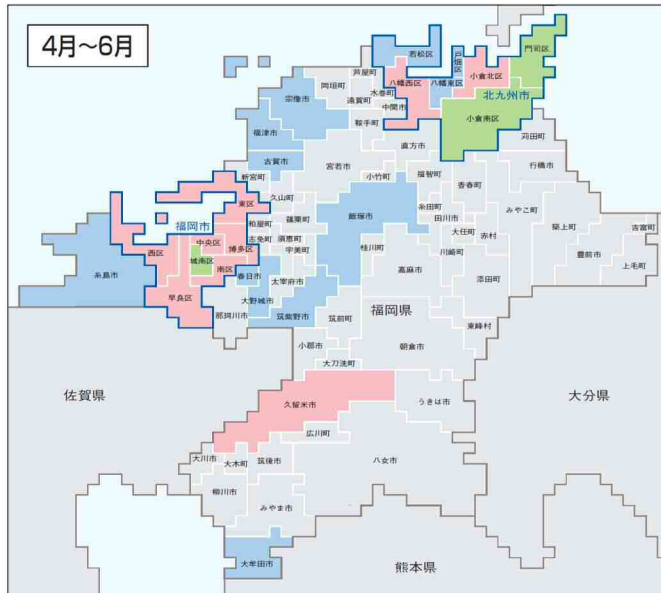 4月～6月
若松区
戸畑区
門司区
芦屋町
岡垣町
水巻町
八幡西区
八幡東区
小倉北区
北九州市
遠賀町
中間市
宗像市
鞍手町
小倉南区
苅田町
福津市
直方市
行橋市
古賀市
宮若市
小竹町
福智町
香春町
新宮町
みやこ町
東区
久山町
糸田町
田川市
築上町
吉富町
福岡市
粕屋町
篠栗町
飯塚市
大任町
赤村
中央区
博多区
志免町
須恵町
桂川町
川崎町
豊前市
西区
城南区
南区
宇美町
上毛町
糸島市
春日市
太宰府市
嘉麻市
添田町
早良区
大野城市
那珂川市
筑紫野市
筑前町
福岡県
東峰村
小郡市
朝倉市
大刀洗町
佐賀県
大分県
久留米市
うきは市
広川町
大川市
大木町
筑後市
八女市
柳川市
みやま市
大牟田市
熊本県